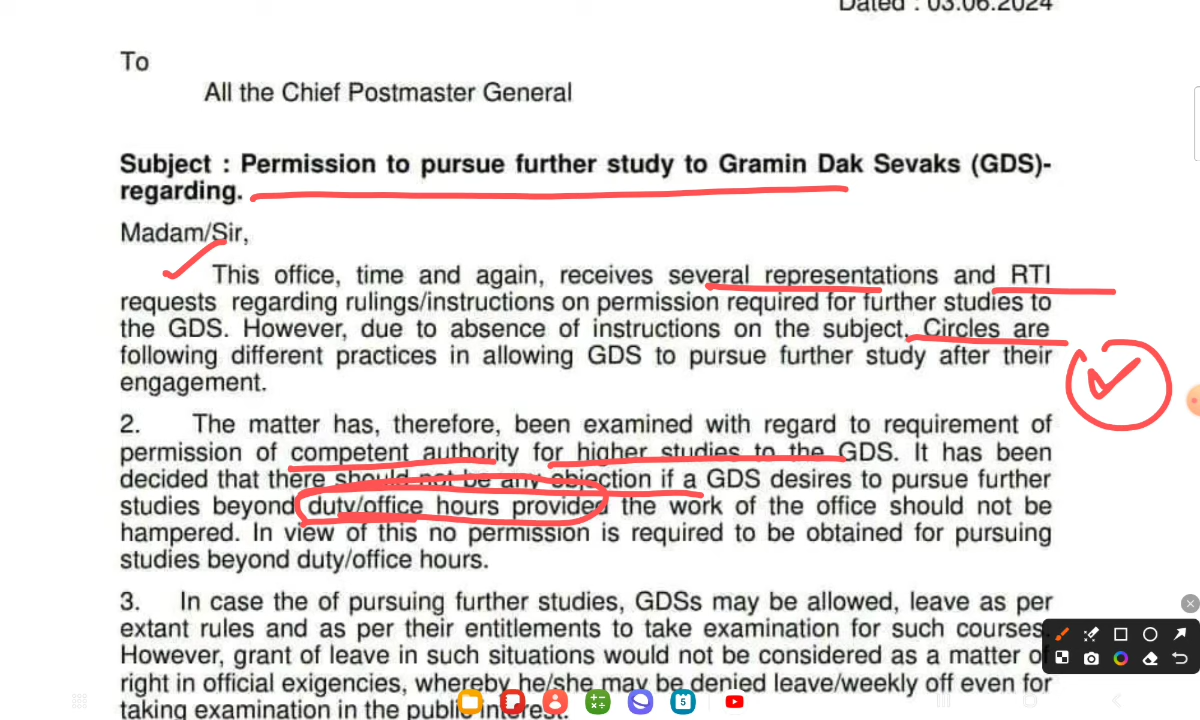 Dated : 03.06.2024
To
All the Chief Postmaster General
Subject : Permission to pursue further study to Gramin Dak Sevaks (GDS)-
regarding.
Madam/Sir,
This office, time and again, receives several representations and RTI
requests regarding rulings/instructions on permission required for further studies to
the GDS. However, due to absence of instructions on the subject, Circles are
following different practices in allowing GDS to pursue further study after their
engagement.
2. The matter has, therefore, been examined with regard to requirement of
permission of competent authority for higher studies to the GDS. It has been
decided that there should not be any objection if a GDS desires to pursue further
studies beyond duty/office hours provided the work of the office should not be
hampered. In view of this no permission is required to be obtained for pursuing
studies beyond duty/office hours.
3. In case the of pursuing further studies, GDSs may be allowed, leave as per
extant rules and as per their entitlements to take examination for such courses.
However, grant of leave in such situations would not be considered as a matter of
right in official exigencies, whereby he/she may be denied leave/weekly off even for
taking examination in the public interest.
5